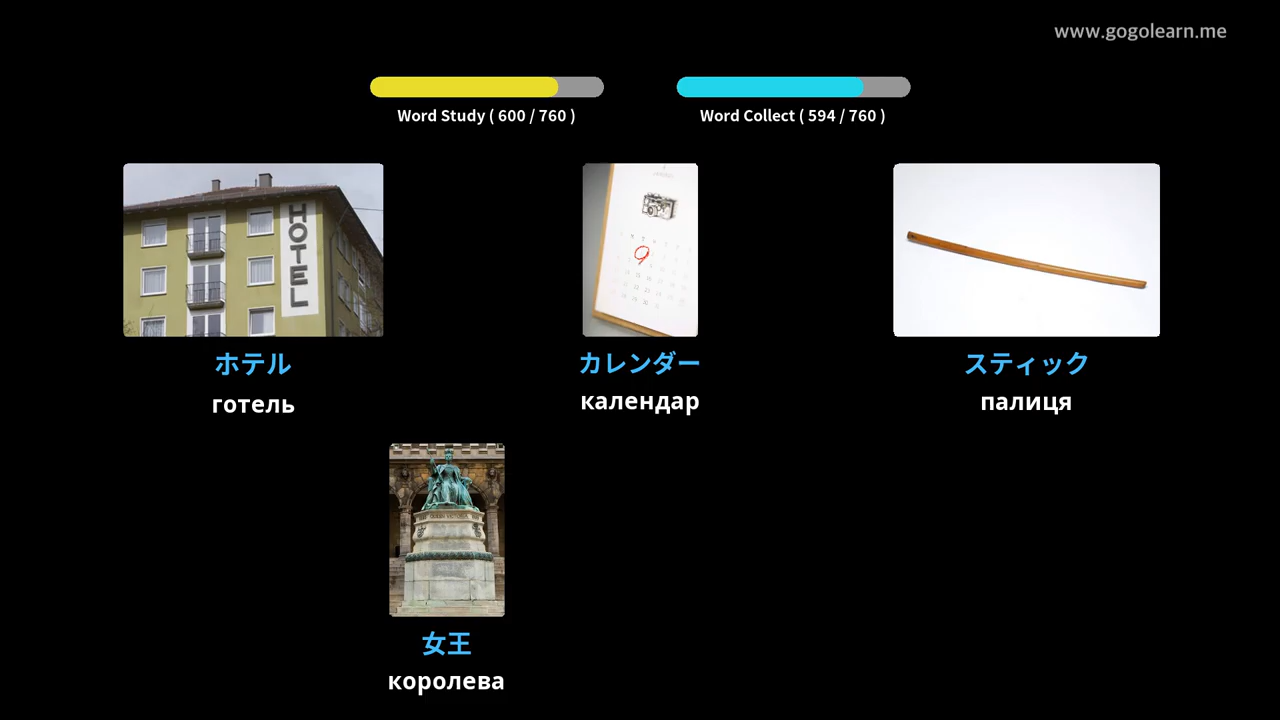 www.gogolearn.me
Word Study ( 600 / 760 )
Word Collect ( 594 / 760 )
HOTEL
9
ホテル
カレンダー
スティック
готель
календар
палиця
女王
королева